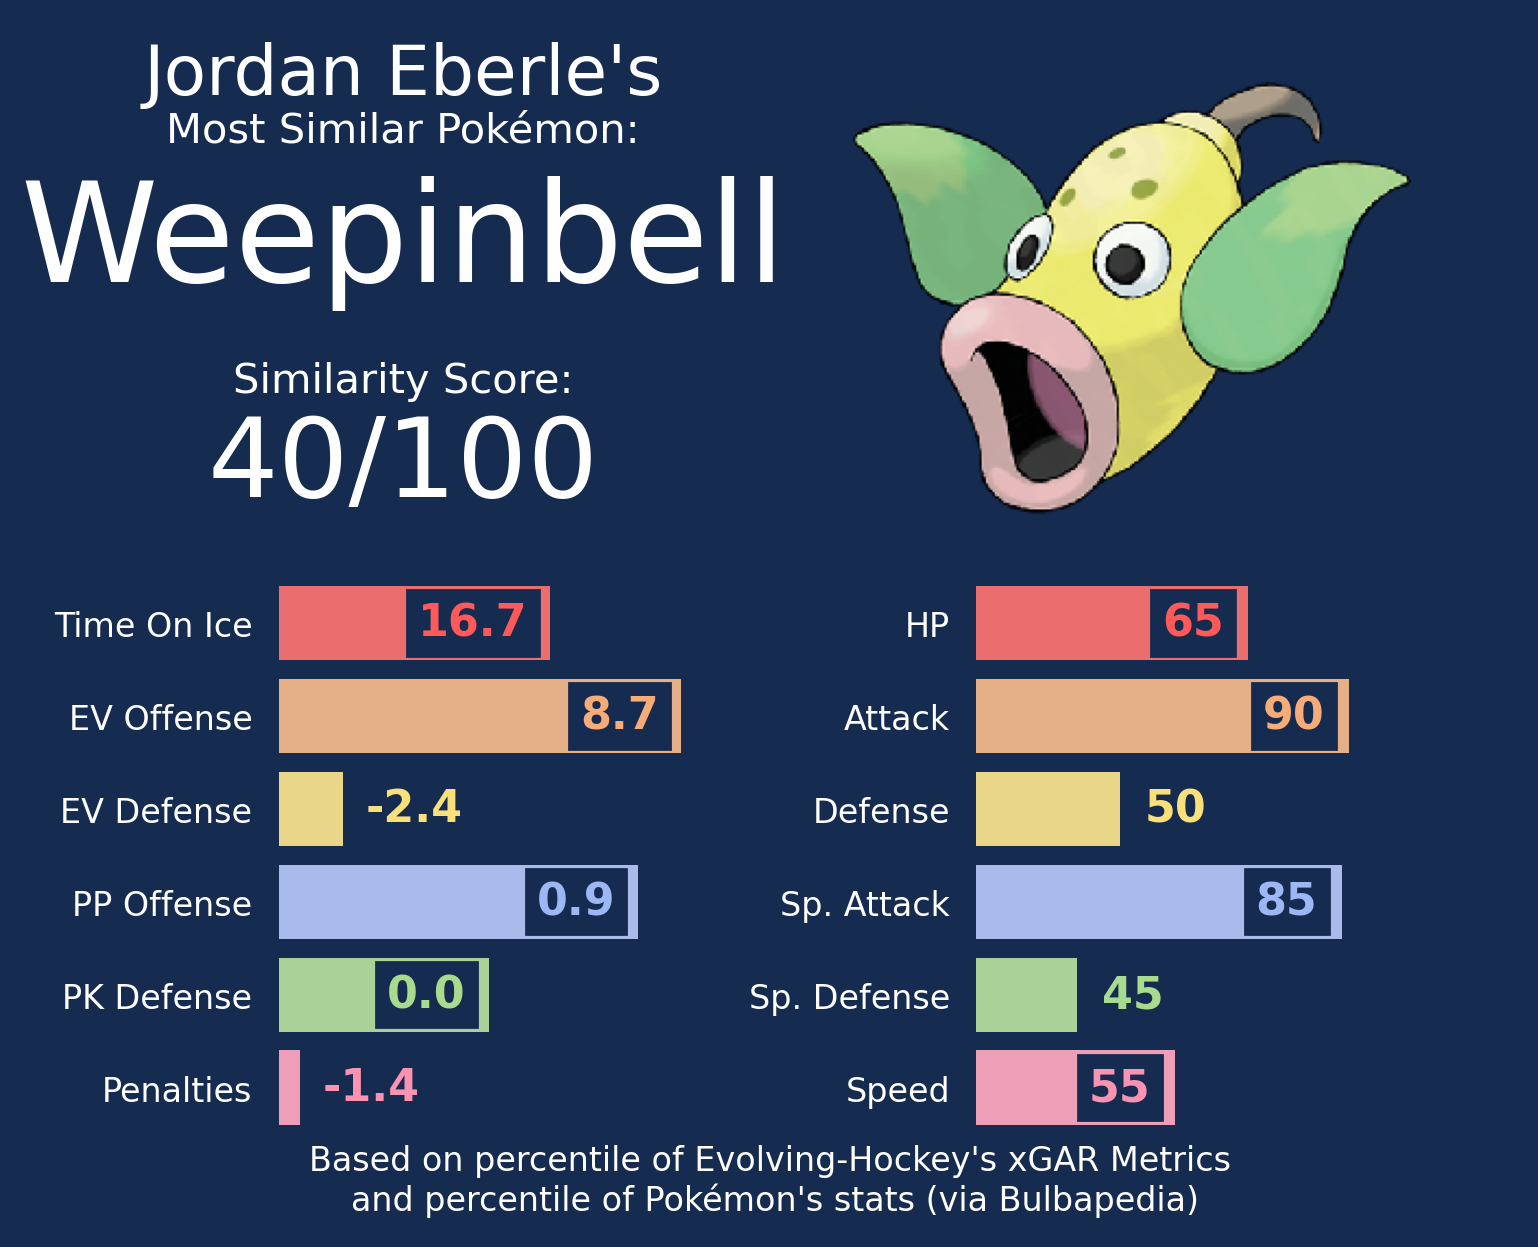 Jordan Eberle's
Most Similar Pokémon:
Weepinbell
Similarity Score:
40/100
Time On Ice 16.7
EV Offense 8.7
EV Defense -2.4
PP Offense 0.9
PK Defense 0.0
Penalties -1.4
HP 65
Attack 90
Defense 50
Sp. Attack 85
Sp. Defense 45
Speed 55
Based on percentile of Evolving-Hockey's xGAR Metrics
and percentile of Pokémon's stats (via Bulbapedia)